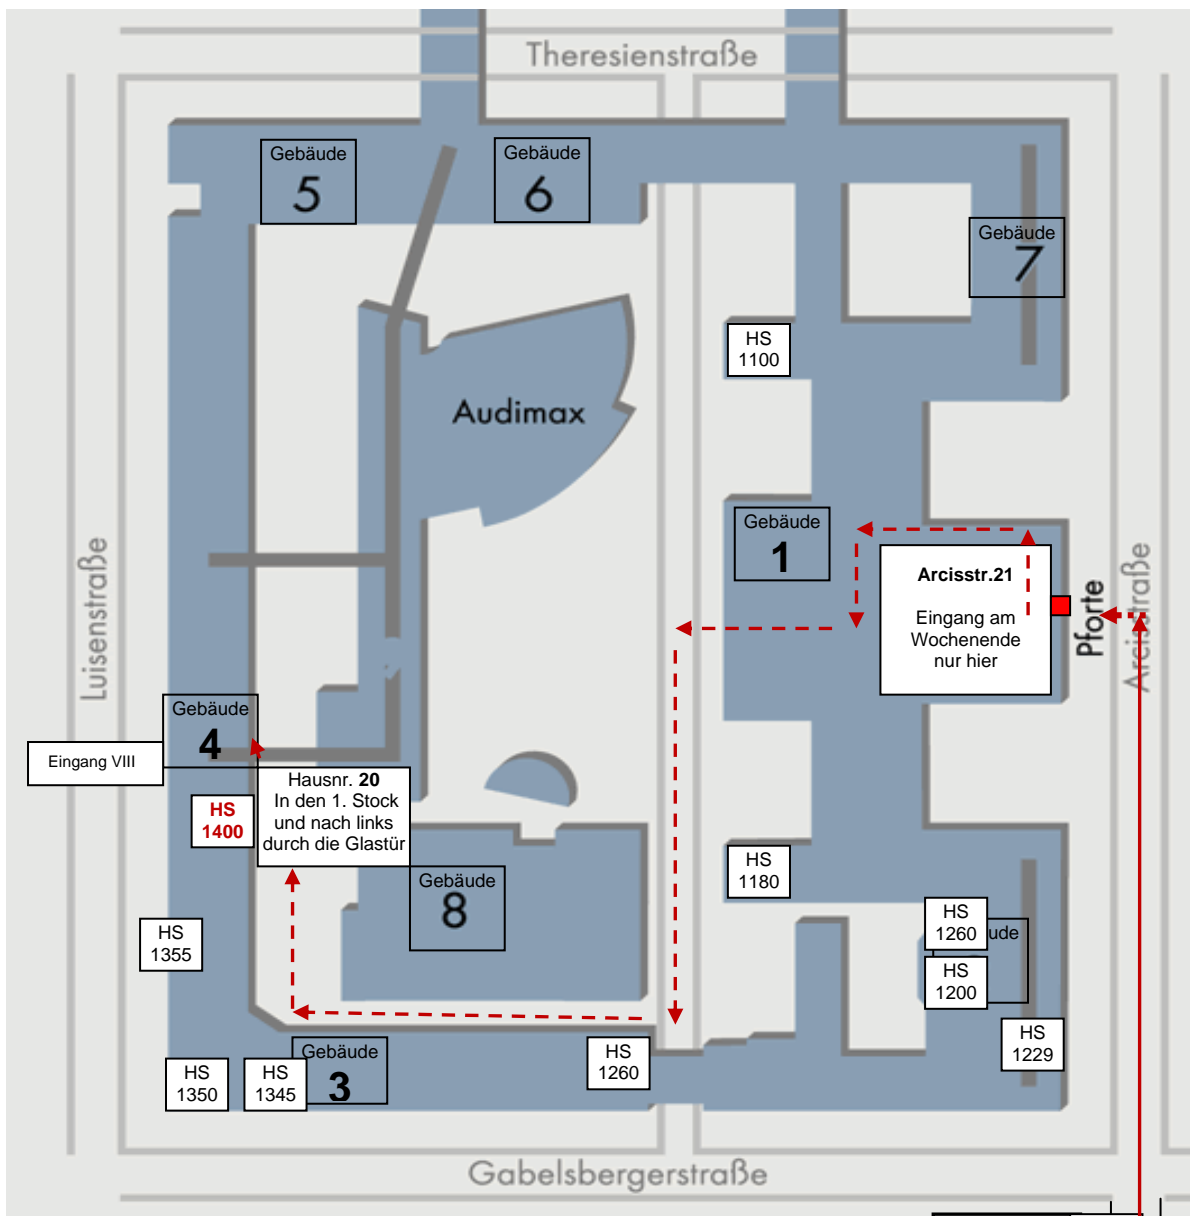 Theresienstraße
Gebäude
5
Gebäude
6
Gebäude
7
HS
1100
Audimax
Gebäude
1
Arcisstr.21
Eingang am
Wochenende
nur hier
Pforte
Arcisstraße
Luisenstraße
Gebäude
4
Eingang VIII
Hausnr. 20
In den 1. Stock
und nach links
durch die Glastür
HS
1400
HS
1180
Gebäude
8
HS
1260
ude
HS
1200
HS
1355
HS
1229
HS
1260
Gebäude
3
HS
1350
HS
1345
Gabelsbergerstraße